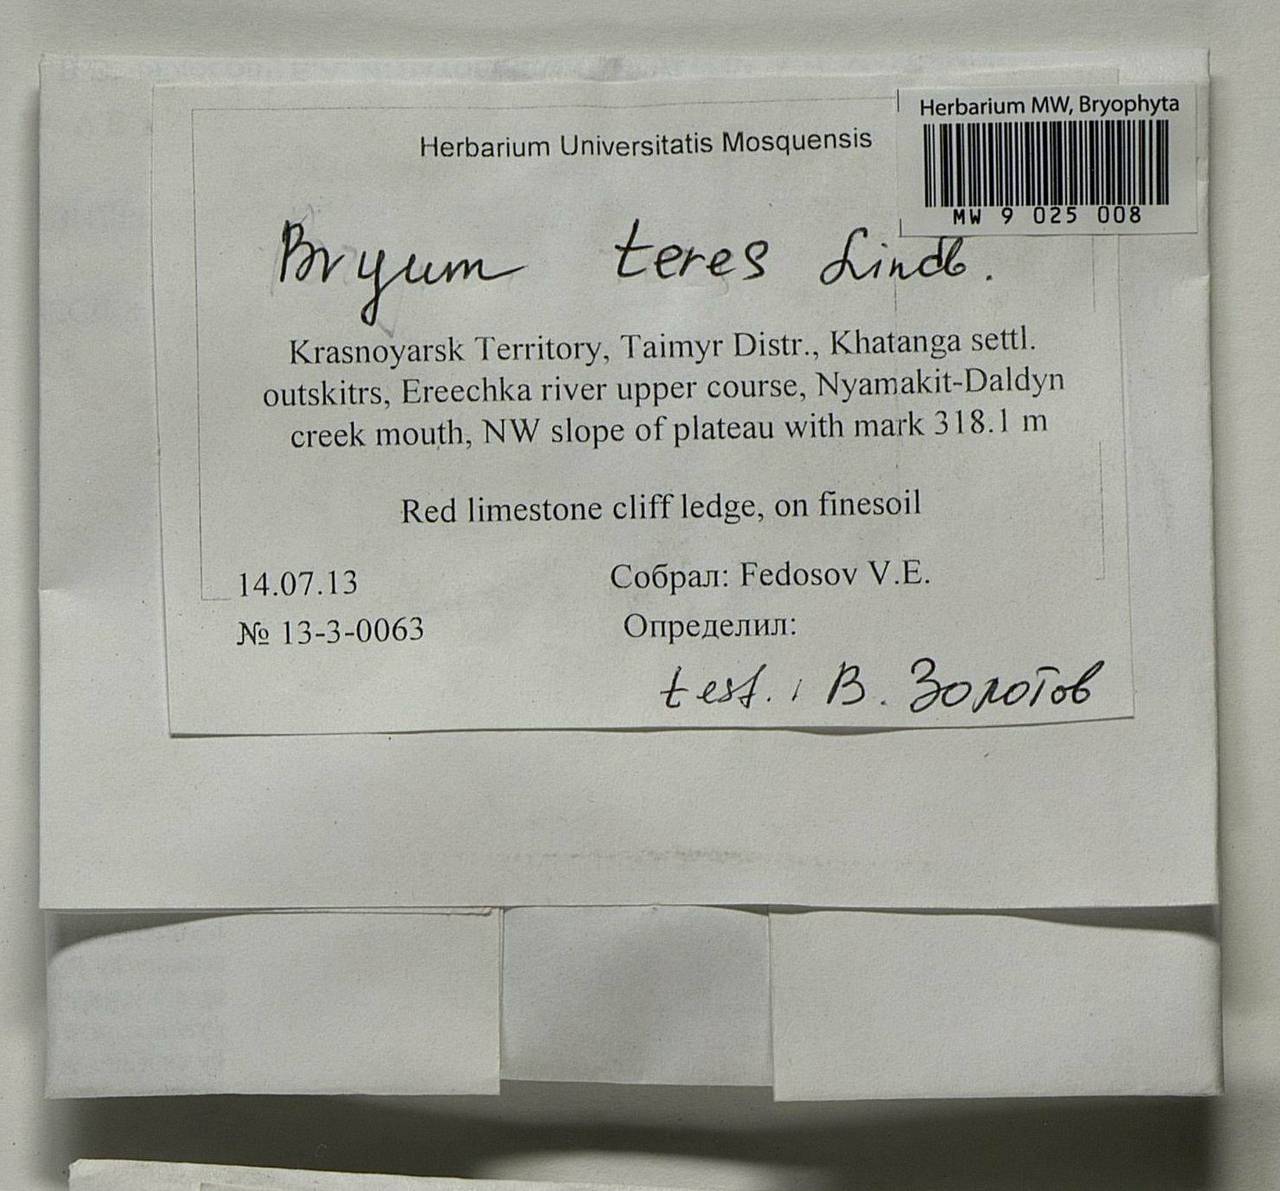 Herbarium MW, Bryophyta
MW 9 025 008
Herbarium Universitatis Mosquensis
Bryum teres Lindb.
Krasnoyarsk Territory, Taimyr Distr., Khatanga settl.
outskitrs, Ereechka river upper course, Nyamakit-Daldyn
creek mouth, NW slope of plateau with mark 318.1 m
Red limestone cliff ledge, on finesoil
14.07.13
Собрал: Fedosov V.E.
№ 13-3-0063
Определил:
test.: В. Золотов